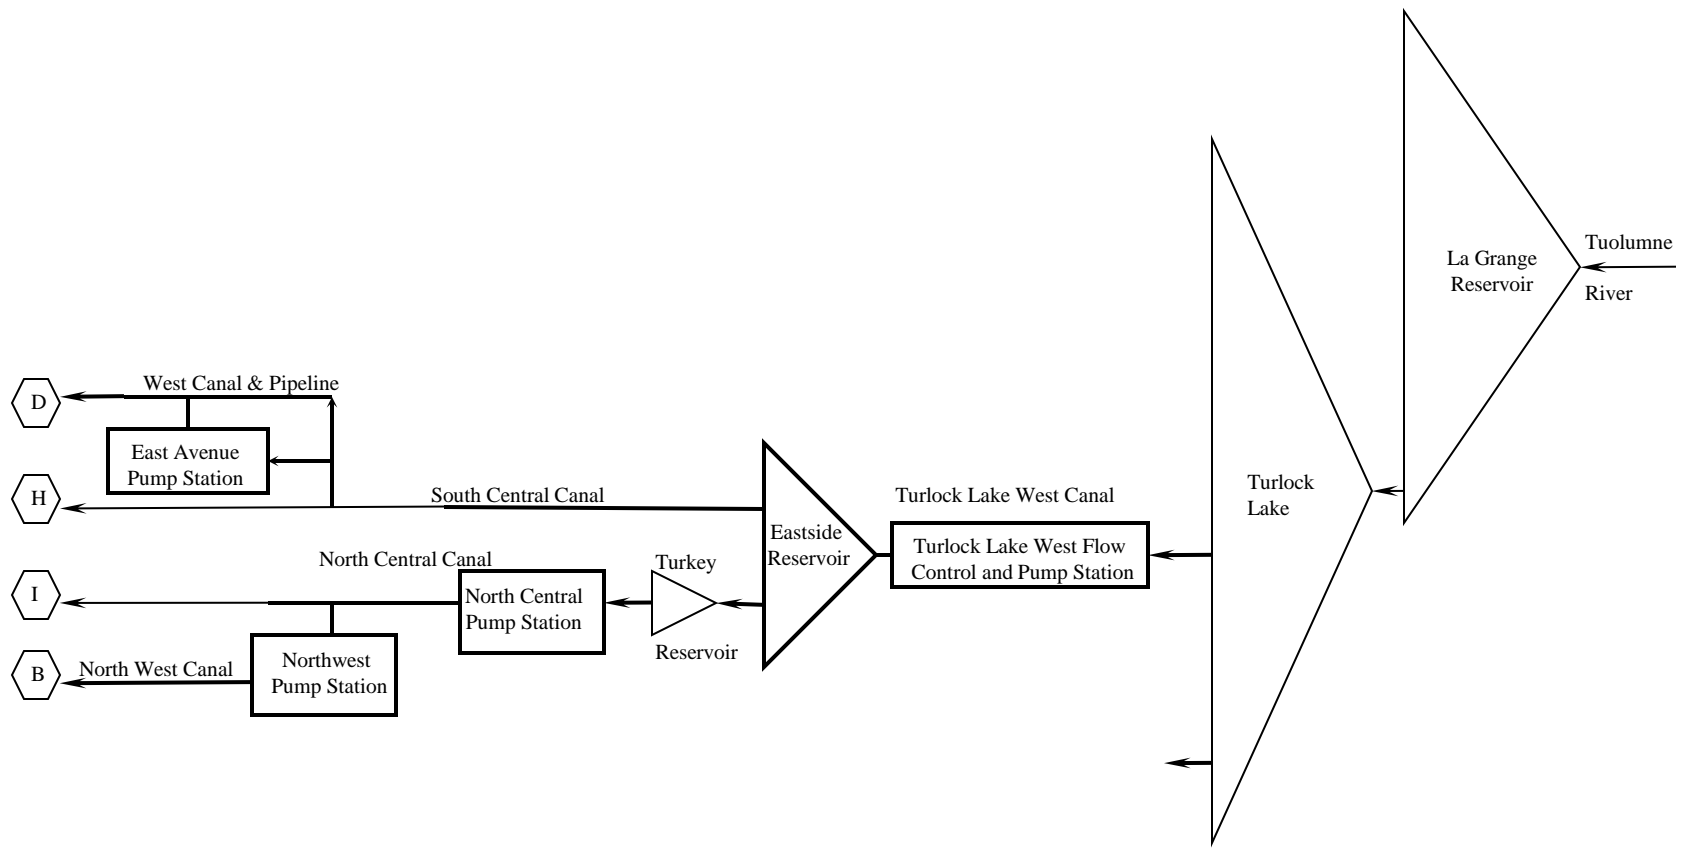 Tuolumne
La Grange
Reservoir
River
West Canal & Pipeline
D
East Avenue
Pump Station
H
South Central Canal
Turlock Lake West Canal
Turlock
Lake
Eastside
Reservoir
Turlock Lake West Flow
Control and Pump Station
North Central Canal
Turkey
I
North Central
Pump Station
Reservoir
B
North West Canal
Northwest
Pump Station